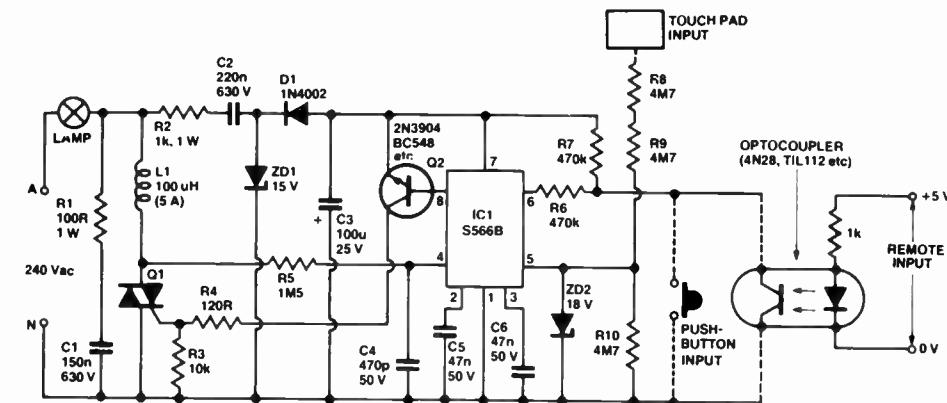 TOUCH PAD
INPUT
C2
220n
630 V
D1
1N4002
R8
4M7
LAMP
R2
1k, 1 W
2N3904
BC548
etc
Q2
R7
470k
R9
4M7
OPTOCOUPLER
(4N28, TIL112 etc)
L1
100 uH
(5 A)
ZD1
15 V
7
+5 V
A
R1
100R
1 W
8
IC1
S566B
6
R6
470k
1k
C3
100u
25 V
+
REMOTE
INPUT
240 Vac
Q1
R5
1M5
4
5
R4
120R
2
1
3
ZD2
18 V
N
C1
150n
630 V
R3
10k
C4
470p
50 V
C5
47n
50 V
C6
47n
50 V
R10
4M7
PUSH-
BUTTON
INPUT
0 V